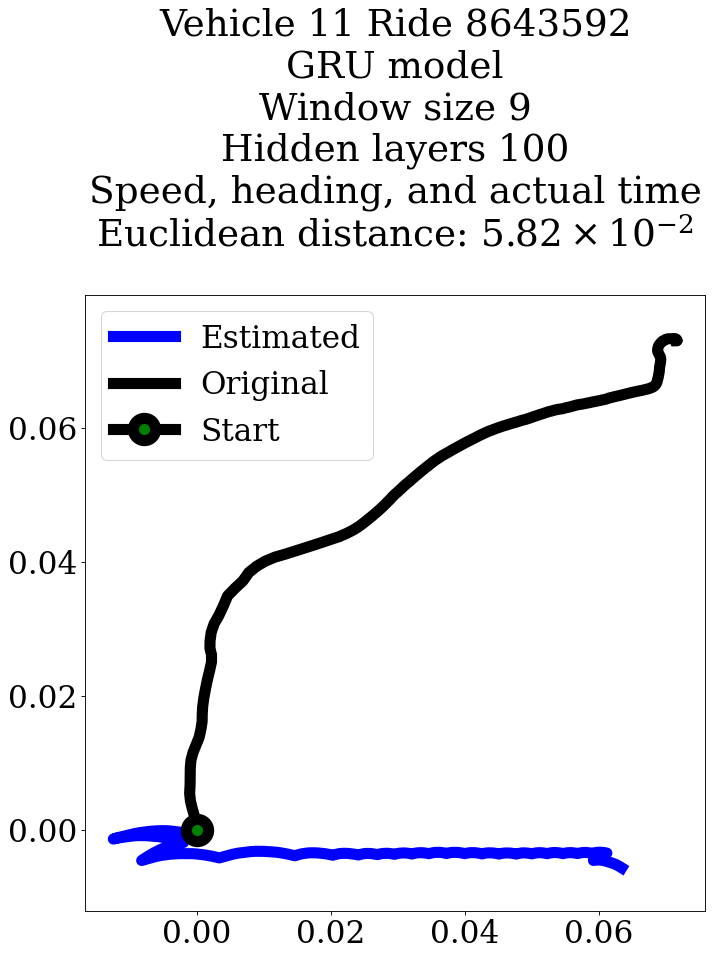 Vehicle 11 Ride 8643592
GRU model
Window size 9
Hidden layers 100
Speed, heading, and actual time
Euclidean distance: 5.82 × 10⁻²
Estimated
Original
Start
0.06
0.04
0.02
0.00
0.00 0.02 0.04 0.06